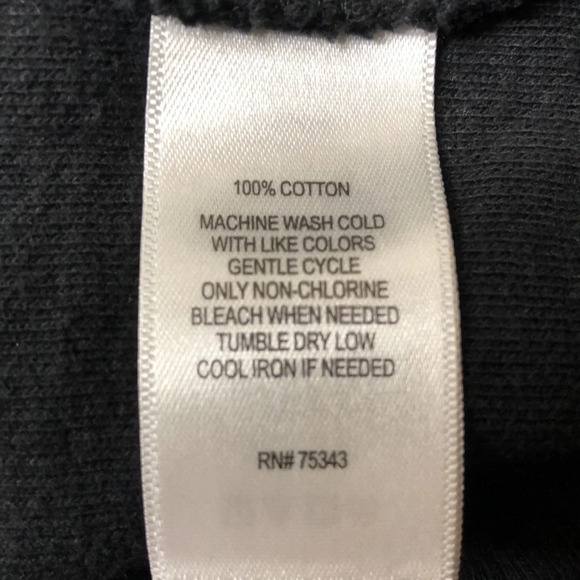 100% COTTON
MACHINE WASH COLD
WITH LIKE COLORS
GENTLE CYCLE
ONLY NON-CHLORINE
BLEACH WHEN NEEDED
TUMBLE DRY LOW
COOL IRON IF NEEDED
RN# 75343